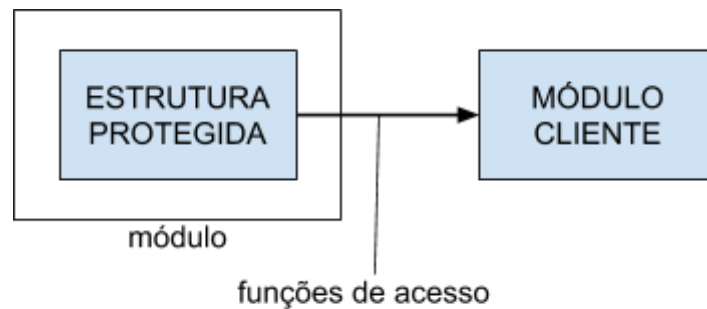 ESTRUTURA
PROTEGIDA
MÓDULO
CLIENTE
módulo
funções de acesso